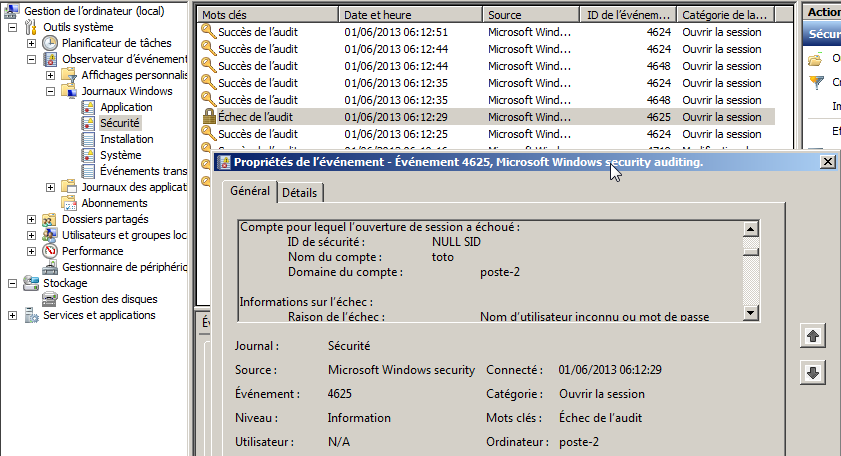 Gestion de l'ordinateur (local)
Outils système
Planificateur de tâches
Observateur d'événement
Affichages personnalis
Journaux Windows
Application
Sécurité
Installation
Système
Événements trans
Journaux des applicat
Abonnements
Dossiers partagés
Utilisateurs et groupes loc
Performance
Gestionnaire de périphéric
Stockage
Gestion des disques
Services et applications
Mots clés Date et heure Source ID de l'événem... Catégorie de la...
Succès de l'audit 01/06/2013 06:12:51 Microsoft Wind... 4624 Ouvrir la session
Succès de l'audit 01/06/2013 06:12:44 Microsoft Wind... 4624 Ouvrir la session
Succès de l'audit 01/06/2013 06:12:44 Microsoft Wind... 4648 Ouvrir la session
Succès de l'audit 01/06/2013 06:12:35 Microsoft Wind... 4624 Ouvrir la session
Succès de l'audit 01/06/2013 06:12:35 Microsoft Wind... 4648 Ouvrir la session
Échec de l'audit 01/06/2013 06:12:29 Microsoft Wind... 4625 Ouvrir la session
Succès de l'audit 01/06/2013 06:12:25 Microsoft Wind... 4624 Ouvrir la session
Actior
Sécur
Propriétés de l'événement - Événement 4625, Microsoft Windows security auditing.
Général Détails
Compte pour lequel l'ouverture de session a échoué :
ID de sécurité : NULL SID
Nom du compte : toto
Domaine du compte : poste-2
Informations sur l'échec :
Raison de l'échec : Nom d'utilisateur inconnu ou mot de passe
Journal : Sécurité
Source : Microsoft Windows security Connecté : 01/06/2013 06:12:29
Événement : 4625 Catégorie : Ouvrir la session
Niveau : Information Mots clés : Échec de l'audit
Utilisateur : N/A Ordinateur : poste-2